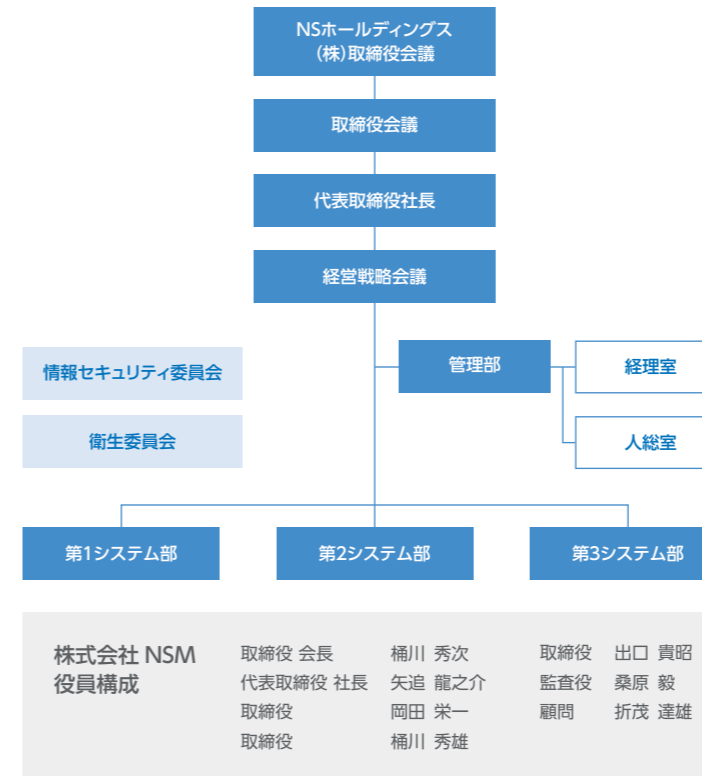 NSホールディングス
(株)取締役会議
取締役会議
代表取締役社長
経営戦略会議
情報セキュリティ委員会
管理部
経理室
衛生委員会
人総室
第1システム部
第2システム部
第3システム部
株式会社 NSM
役員構成
取締役 会長 桶川 秀次
代表取締役 社長 矢追 龍之介
取締役 岡田 栄一
取締役 桶川 秀雄
取締役 出口 貴昭
監査役 桑原 毅
顧問 折茂 達雄